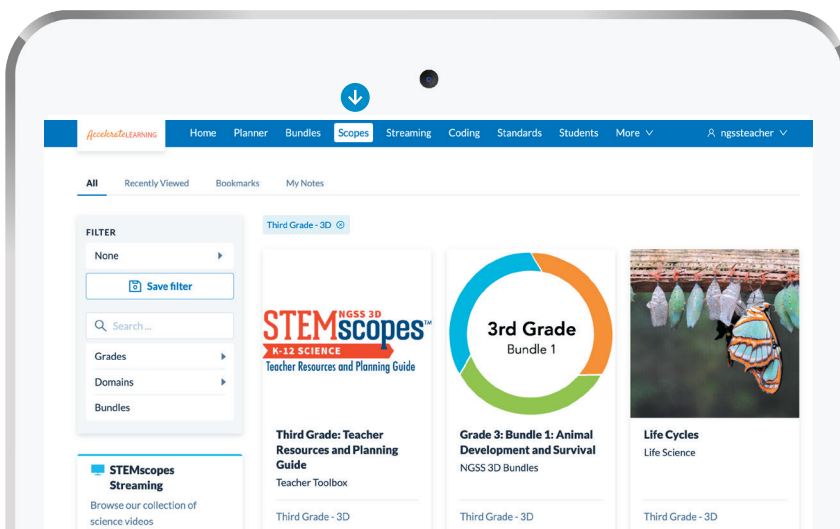 AccelerateLEARNING
Home Planner Bundles Scopes Streaming Coding Standards Students More ngssteacher
All Recently Viewed Bookmarks My Notes
FILTER
None
Save filter
Search ...
Grades
Domains
Bundles
STEMscopes
Streaming
Browse our collection of
science videos
Third Grade - 3D
NGSS 3D
STEMscopes™
K-12 SCIENCE
Teacher Resources and Planning Guide
Third Grade: Teacher
Resources and Planning
Guide
Teacher Toolbox
Third Grade - 3D
3rd Grade
Bundle 1
Grade 3: Bundle 1: Animal
Development and Survival
NGSS 3D Bundles
Third Grade - 3D
Life Cycles
Life Science
Third Grade - 3D